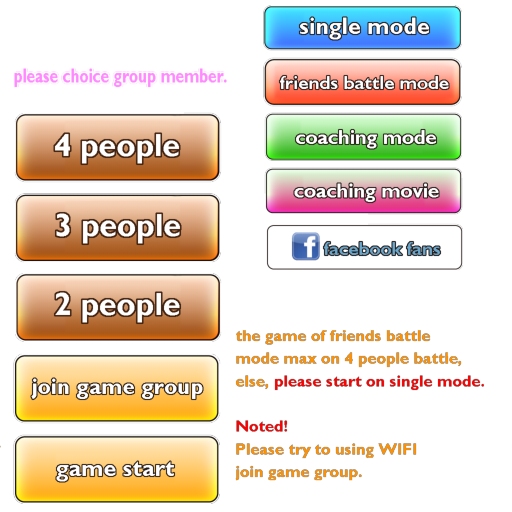 please choice group member.
4 people
3 people
2 people
join game group
game start
single mode
friends battle mode
coaching mode
coaching movie
f facebook fans
the game of friends battle
mode max on 4 people battle,
else, please start on single mode.
Noted!
Please try to using WIFI
join game group.